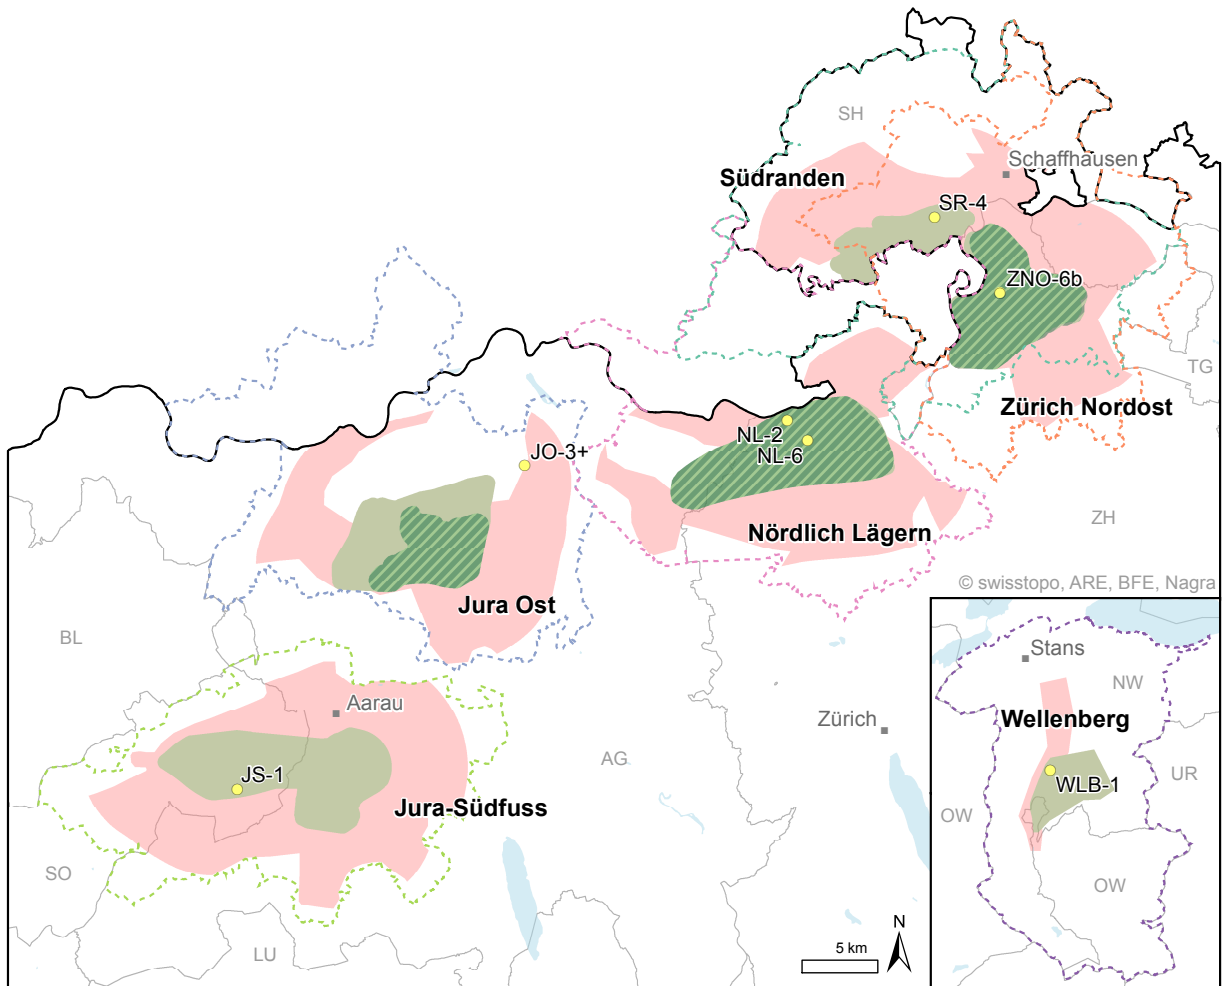 SH
Schaffhausen
Südranden
SR-4
ZNO-6b
TG
Zürich Nordost
NL-2
NL-6
JO-3+
Nördlich Lägern
ZH
© swisstopo, ARE, BFE, Nagra
Jura Ost
BL
Stans
NW
Aarau
Wellenberg
Zürich
AG
JS-1
UR
WLB-1
Jura-Südfuss
OW
SO
OW
N
5 km
LU